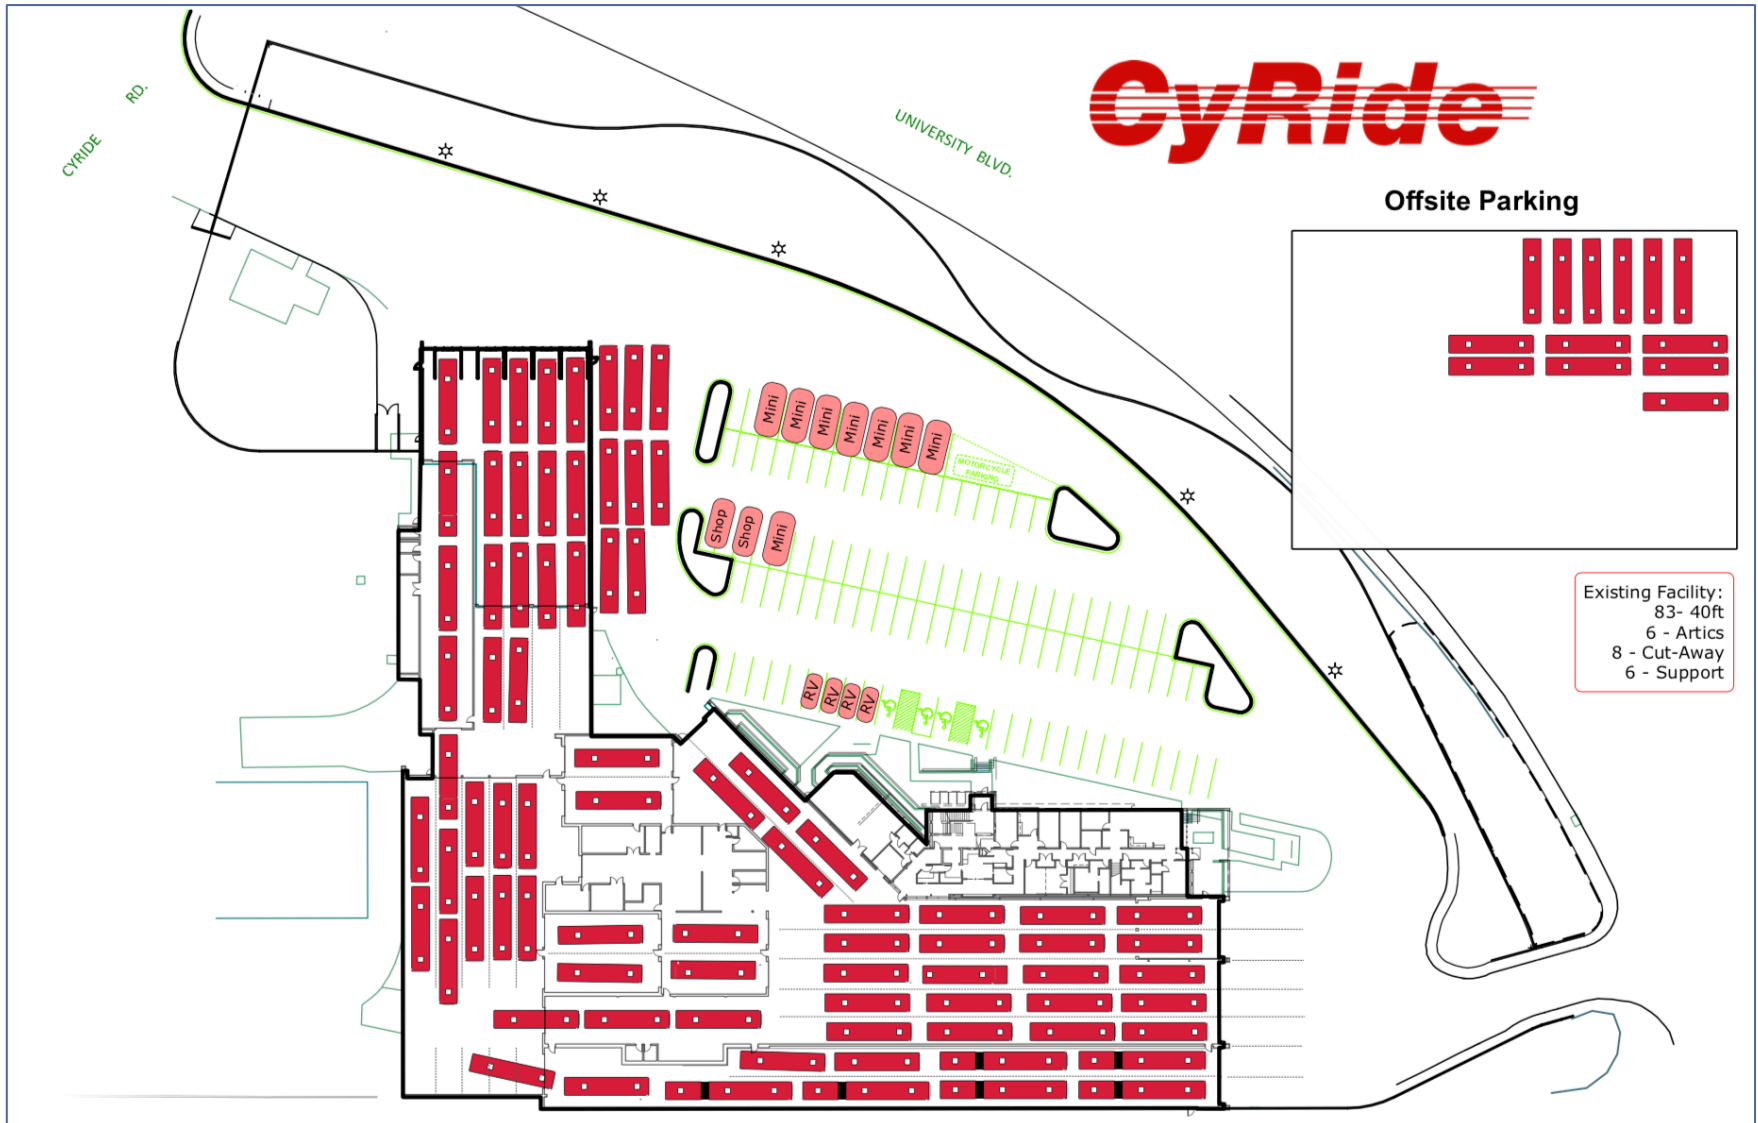 CyRide
CYRIDE RD.
UNIVERSITY BLVD.
Offsite Parking
Mini
Mini
Mini
Mini
Mini
Mini
Mini
MOTORCYCLE
PARKING
Shop
Shop
Mini
Existing Facility:
83- 40ft
6 - Artics
8 - Cut-Away
6 - Support
RV
RV
RV
RV